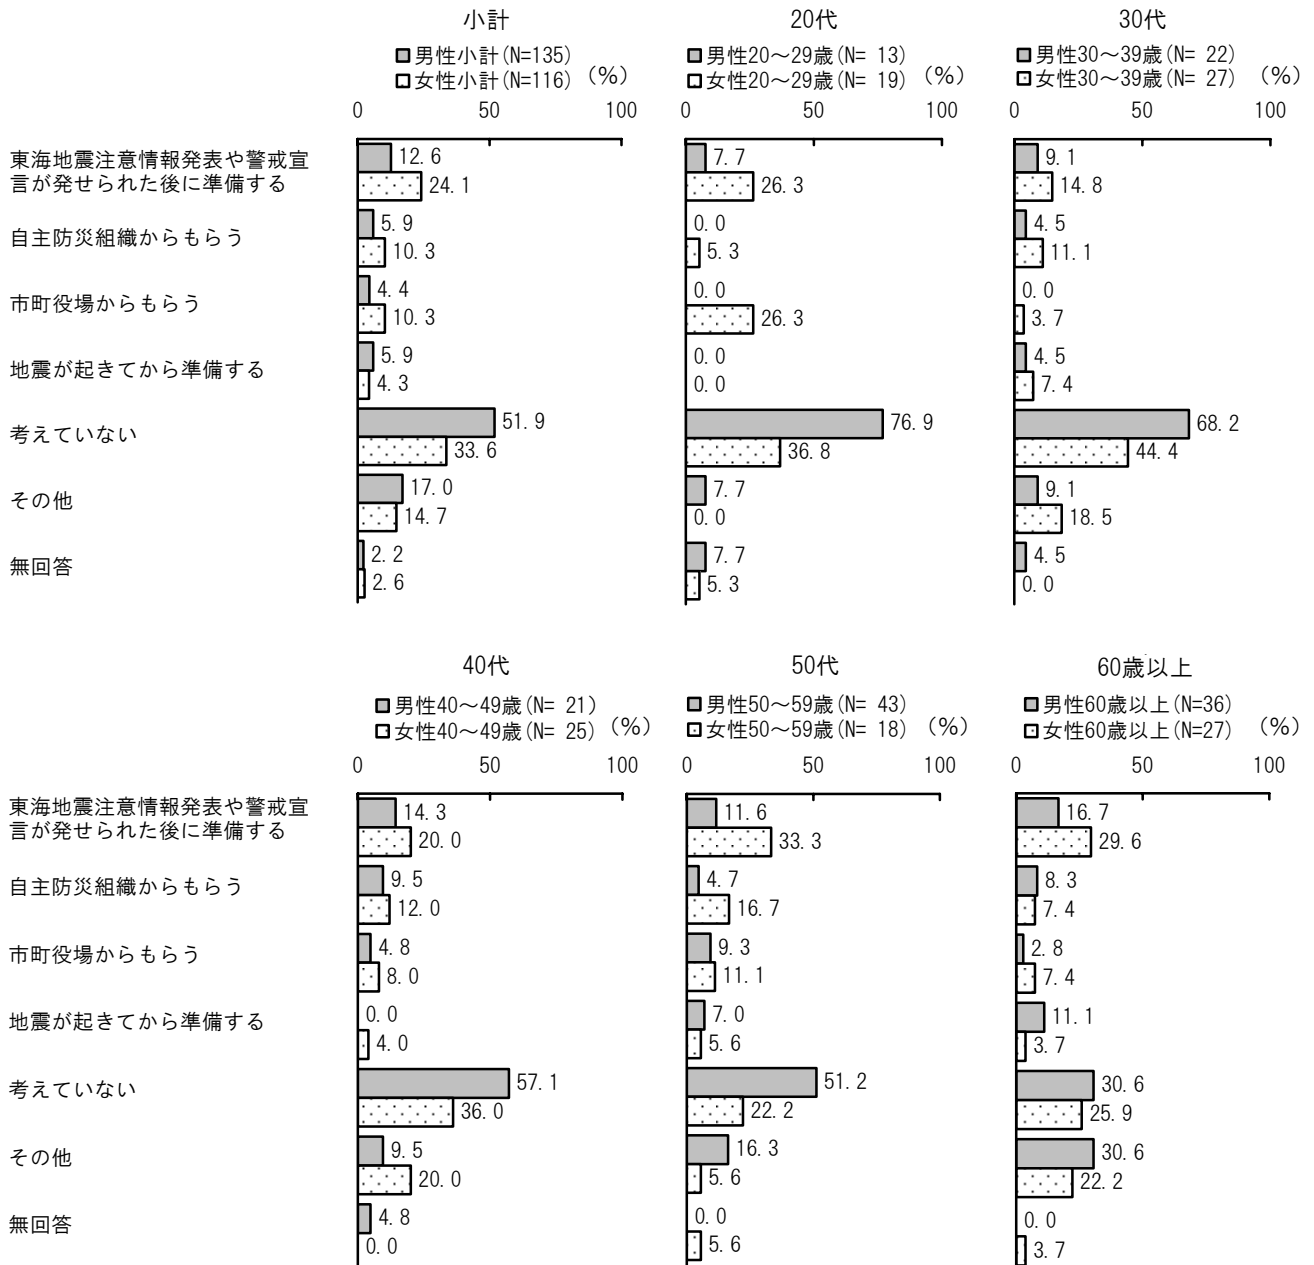 小計
■男性小計(N=135)
□女性小計(N=116) (%)
0 50 100
20代
■男性20～29歳(N= 13)
□女性20～29歳(N= 19) (%)
0 50 100
30代
■男性30～39歳(N= 22)
□女性30～39歳(N= 27) (%)
0 50 100
東海地震注意情報発表や警戒宣
言が発せられた後に準備する
12.6 7.7 9.1
24.1 26.3 14.8
自主防災組織からもらう
5.9 0.0 4.5
10.3 5.3 11.1
市町役場からもらう
4.4 0.0 0.0
10.3 26.3 3.7
地震が起きてから準備する
5.9 0.0 4.5
4.3 0.0 7.4
考えていない
51.9 76.9 68.2
33.6 36.8 44.4
その他
17.0 7.7 9.1
14.7 0.0 18.5
無回答
2.2 7.7 4.5
2.6 5.3 0.0
40代
■男性40～49歳(N= 21)
□女性40～49歳(N= 25) (%)
0 50 100
50代
■男性50～59歳(N= 43)
□女性50～59歳(N= 18) (%)
0 50 100
60歳以上
■男性60歳以上(N=36)
□女性60歳以上(N=27) (%)
0 50 100
東海地震注意情報発表や警戒宣
言が発せられた後に準備する
14.3 11.6 16.7
20.0 33.3 29.6
自主防災組織からもらう
9.5 4.7 8.3
12.0 16.7 7.4
市町役場からもらう
4.8 9.3 2.8
8.0 11.1 7.4
地震が起きてから準備する
0.0 7.0 11.1
4.0 5.6 3.7
考えていない
57.1 51.2 30.6
36.0 22.2 25.9
その他
9.5 16.3 30.6
20.0 5.6 22.2
無回答
4.8 0.0 0.0
0.0 5.6 3.7